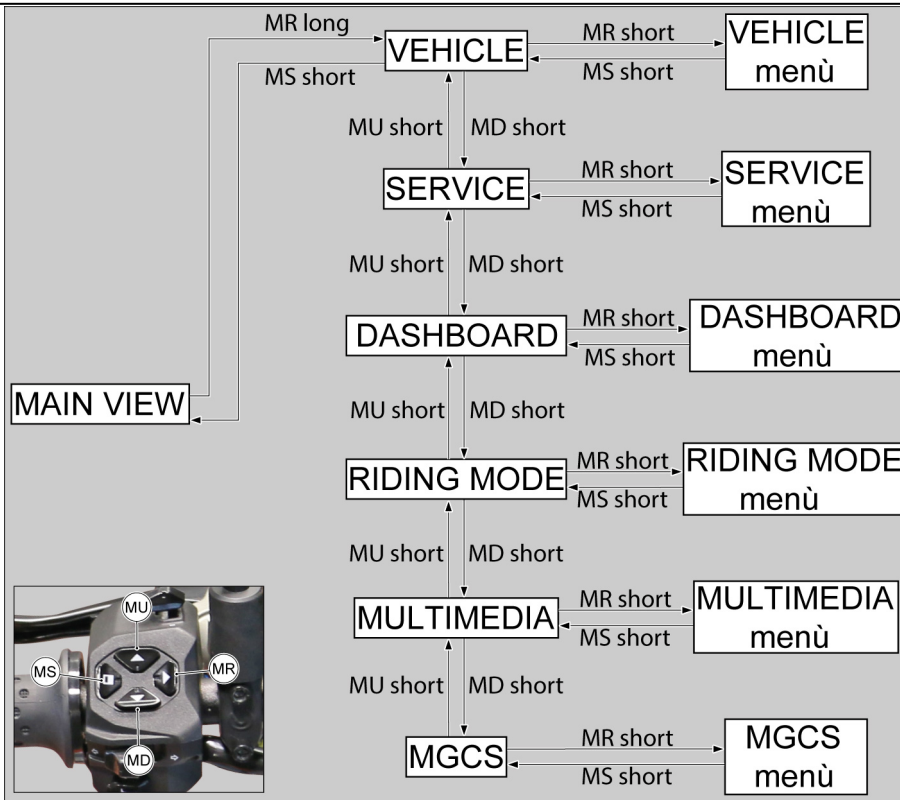 MR long
MS short
VEHICLE
MR short
MS short
VEHICLE
menù
MU short
MD short
SERVICE
MR short
MS short
SERVICE
menù
MU short
MD short
DASHBOARD
MR short
MS short
DASHBOARD
menù
MAIN VIEW
MU short
MD short
RIDING MODE
MR short
MS short
RIDING MODE
menù
MU short
MD short
MULTIMEDIA
MR short
MS short
MULTIMEDIA
menù
MU short
MD short
MGCS
MR short
MS short
MGCS
menù
MU
MS
MR
MD